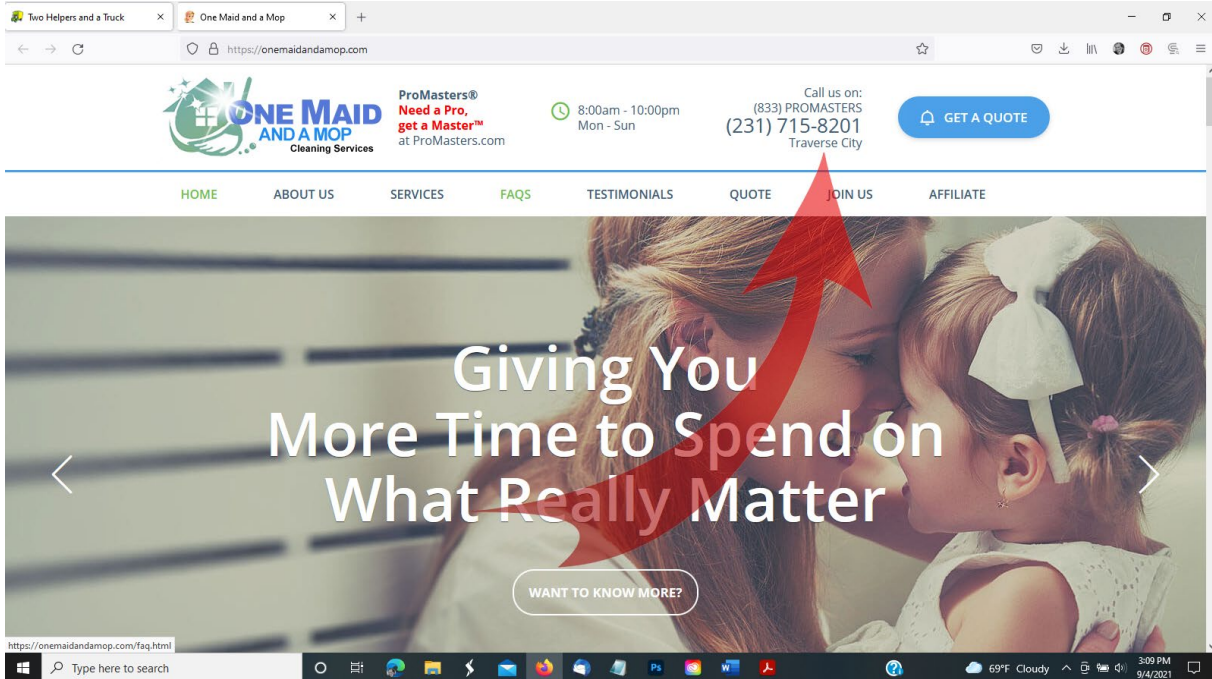 Two Helpers and a Truck
One Maid and a Mop
https://onemaidandamop.com
ONE MAID
AND A MOP
Cleaning Services
ProMasters®
Need a Pro,
get a Master™
at ProMasters.com
8:00am - 10:00pm
Mon - Sun
Call us on:
(833) PROMASTERS
(231) 715-8201
Traverse City
GET A QUOTE
HOME ABOUT US SERVICES FAQS TESTIMONIALS QUOTE JOIN US AFFILIATE
Giving You
More Time to Spend on
What Really Matter
WANT TO KNOW MORE?
https://onemaidandamop.com/faq.html
Type here to search
69°F Cloudy
3:09 PM
9/4/2021